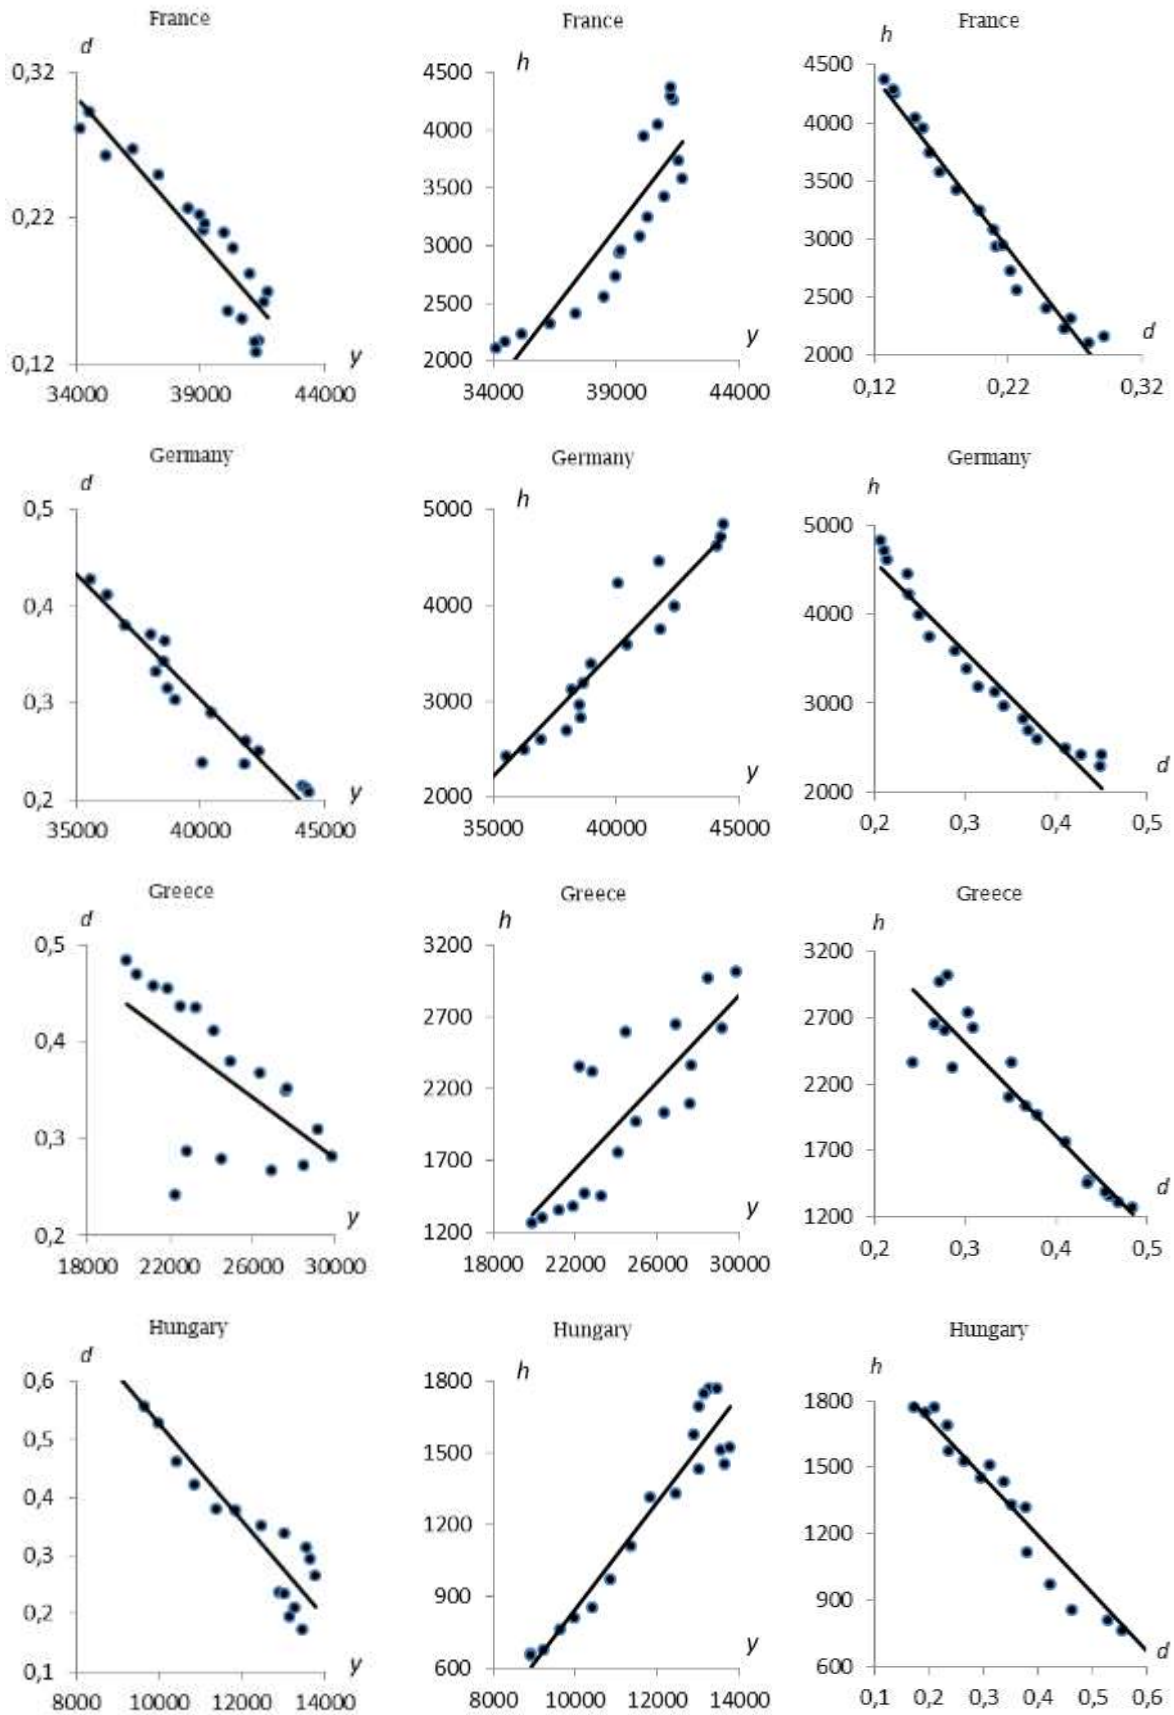 France
d
0,32
0,22
0,12
34000 39000 44000
y
France
h
4500
4000
3500
3000
2500
2000
34000 39000 44000
y
France
h
4500
4000
3500
3000
2500
2000
0,12 0,22 0,32
d
Germany
d
0,5
0,4
0,3
0,2
35000 40000 45000
y
Germany
h
5000
4000
3000
2000
35000 40000 45000
y
Germany
h
5000
4000
3000
2000
0,2 0,3 0,4 0,5
d
Greece
d
0,5
0,4
0,3
0,2
18000 22000 26000 30000
y
Greece
h
3200
2700
2200
1700
1200
18000 22000 26000 30000
y
Greece
h
3200
2700
2200
1700
1200
0,2 0,3 0,4 0,5
d
Hungary
d
0,6
0,5
0,4
0,3
0,2
0,1
8000 10000 12000 14000
y
Hungary
h
1800
1500
1200
900
600
8000 10000 12000 14000
y
Hungary
h
1800
1500
1200
900
600
0,1 0,2 0,3 0,4 0,5 0,6
d